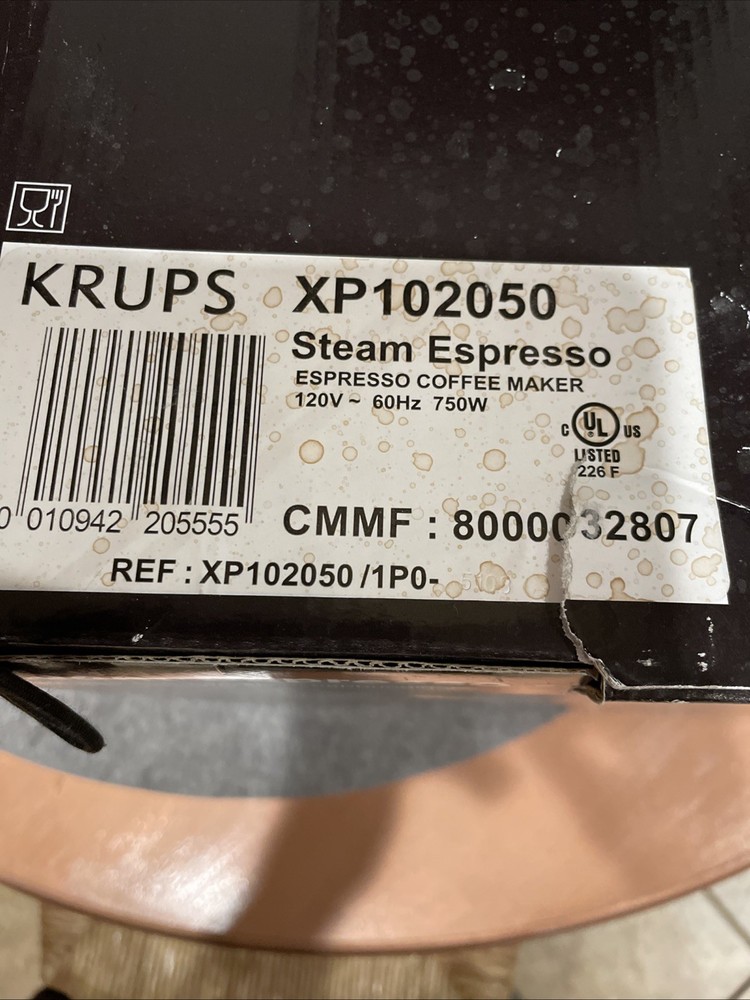 KRUPS XP102050
Steam Espresso
ESPRESSO COFFEE MAKER
120V ~ 60Hz 750W
C UL US
LISTED
226 F
0 010942 205555
CMMF : 8000032807
REF : XP102050 /1P0-